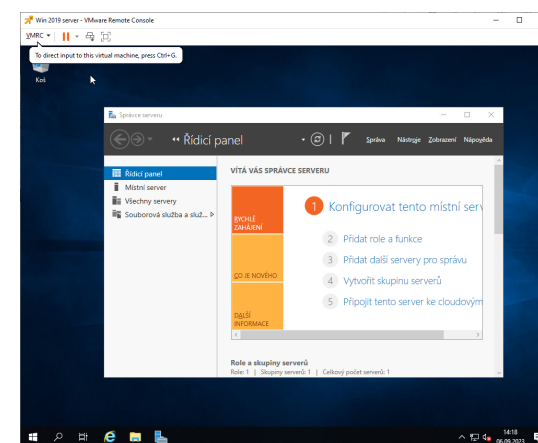 Win 2019 server - VMware Remote Console
VMRC
To direct input to this virtual machine, press Ctrl+G.
Koš
Správce serveru
Řídicí panel
Správa Nástroje Zobrazení Nápověda
Řídicí panel
Místní server
Všechny servery
Souborová služba a služ...
VÍTÁ VÁS SPRÁVCE SERVERU
RYCHLÉ
ZAHÁJENÍ
CO JE NOVÉHO
DALŠÍ
INFORMACE
1 Konfigurovat tento místní serv
2 Přidat role a funkce
3 Přidat další servery pro správu
4 Vytvořit skupinu serverů
5 Připojit tento server ke cloudovým
Role a skupiny serverů
Role: 1 | Skupiny serverů: 1 | Celkový počet serverů: 1
14:18
06.09.2023